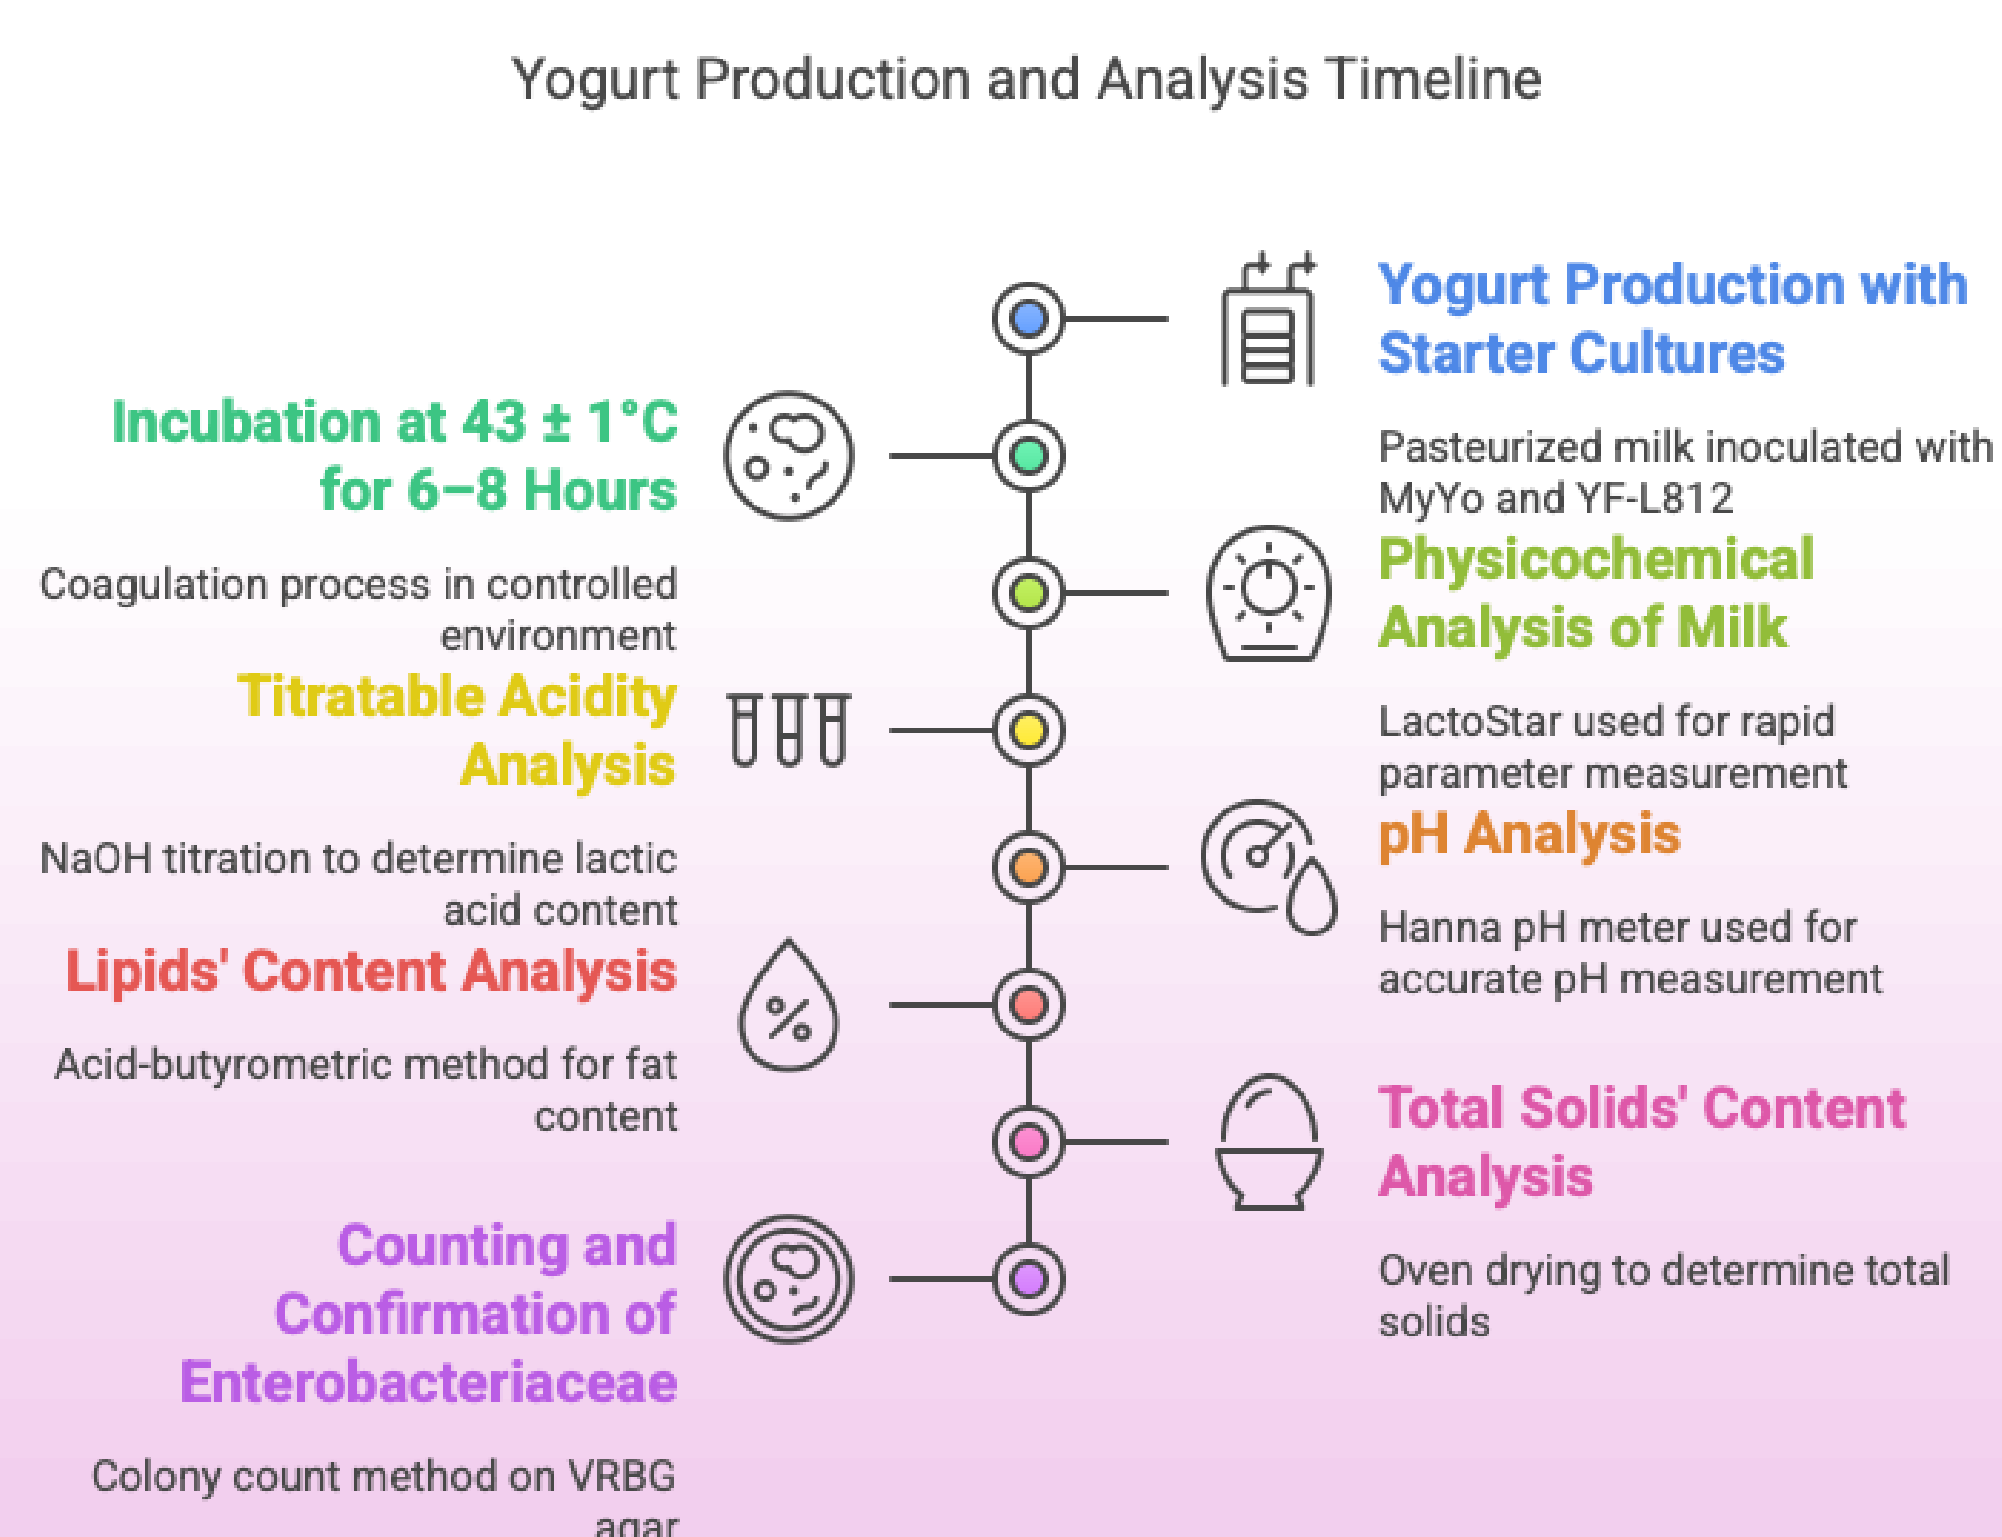 Yogurt Production and Analysis Timeline
Yogurt Production with
Starter Cultures
Pasteurized milk inoculated with
MyYo and YF-L812
Incubation at 43 ± 1°C
for 6–8 Hours
Coagulation process in controlled
environment
Physicochemical
Analysis of Milk
LactoStar used for rapid
parameter measurement
Titratable Acidity
Analysis
NaOH titration to determine lactic
acid content
pH Analysis
Hanna pH meter used for
accurate pH measurement
Lipids' Content Analysis
Acid-butyrometric method for fat
content
Total Solids' Content
Analysis
Oven drying to determine total
solids
Counting and
Confirmation of
Enterobacteriaceae
Colony count method on VRBG
agar